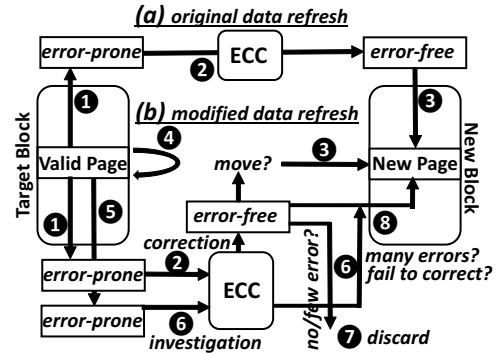 (a) original data refresh
error-prone
2
ECC
error-free
1
3
(b) modified data refresh
Target Block
Valid Page
4
move?
3
New Page
New Block
1
5
error-free
8
correction
no/few error?
6
many errors?
fail to correct?
error-prone
2
ECC
error-prone
6
investigation
7
discard